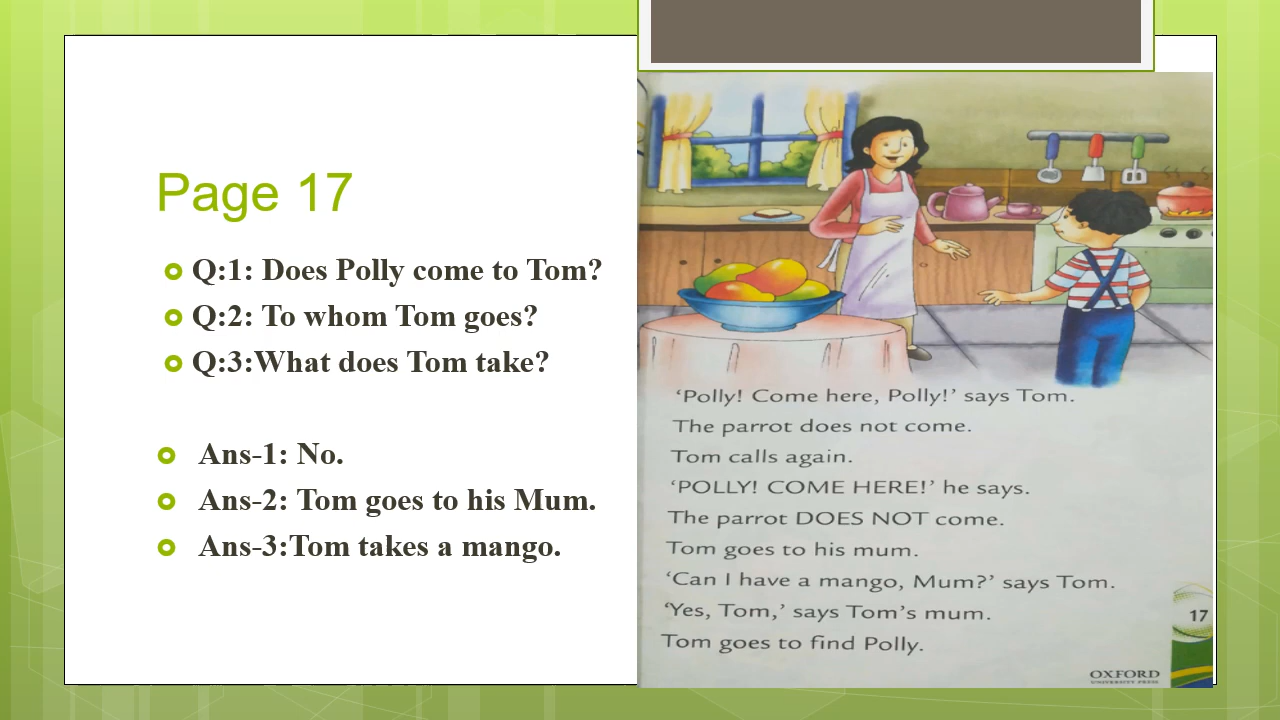 Page 17
Q:1: Does Polly come to Tom?
Q:2: To whom Tom goes?
Q:3:What does Tom take?
Ans-1: No.
Ans-2: Tom goes to his Mum.
Ans-3:Tom takes a mango.
‘Polly! Come here, Polly!’ says Tom.
The parrot does not come.
Tom calls again.
‘POLLY! COME HERE!’ he says.
The parrot DOES NOT come.
Tom goes to his mum.
‘Can I have a mango, Mum?’ says Tom.
‘Yes, Tom,’ says Tom’s mum.
Tom goes to find Polly.
17
OXFORD
UNIVERSITY PRESS